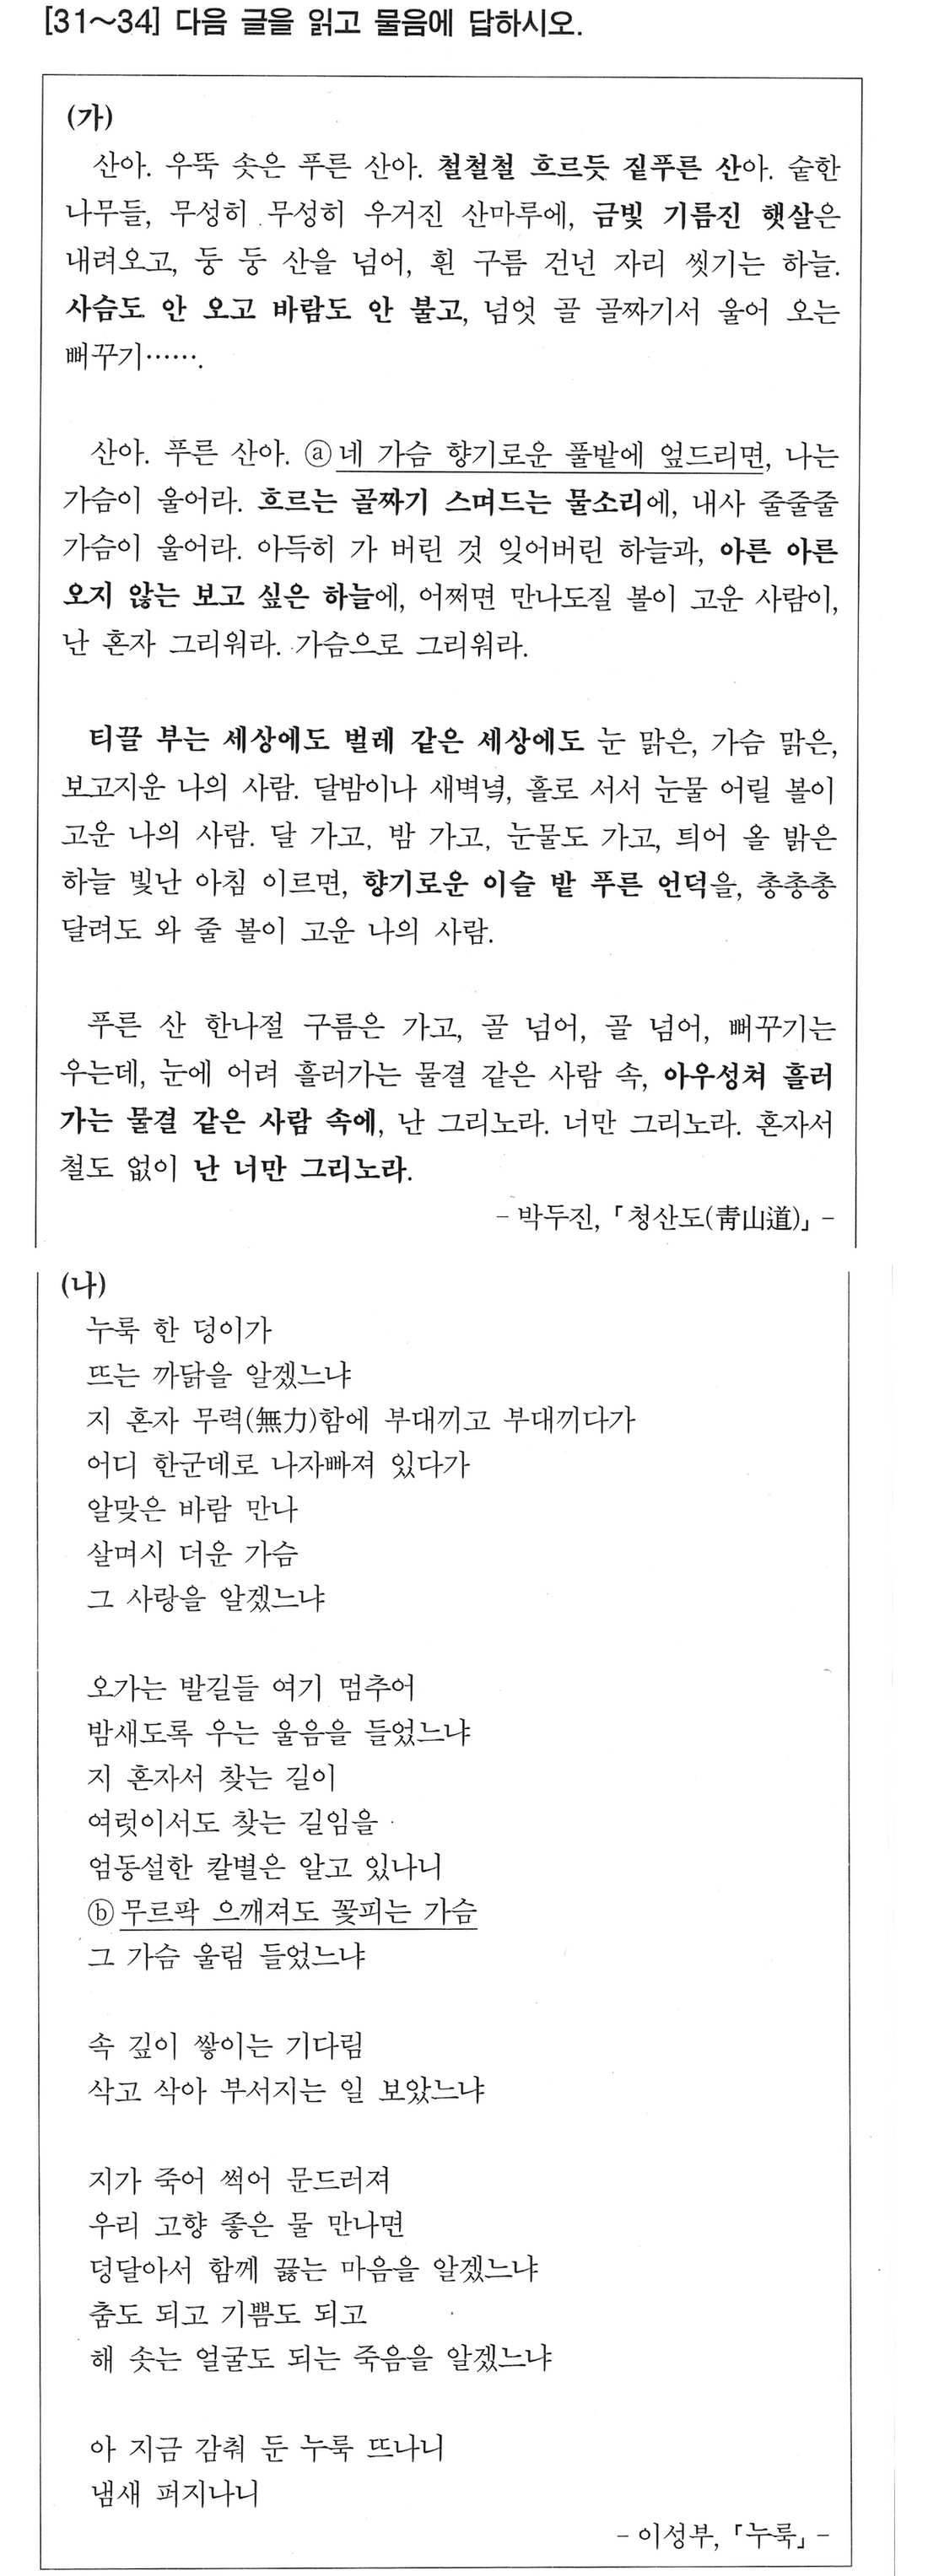 [31~34] 다음 글을 읽고 물음에 답하시오.
(가)
산아. 우뚝 솟은 푸른 산아. 철철철 흐르듯 짙푸른 산아. 숱한
나무들, 무성히 무성히 우거진 산마루에, 금빛 기름진 햇살은
내려오고, 둥 둥 산을 넘어, 흰 구름 건넌 자리 씻기는 하늘.
사슴도 안 오고 바람도 안 불고, 넘엇 골 골짜기서 울어 오는
뻐꾸기…….
산아. 푸른 산아. ⓐ네 가슴 향기로운 풀밭에 엎드리면, 나는
가슴이 울어라. 흐르는 골짜기 스며드는 물소리에, 내사 줄줄줄
가슴이 울어라. 아득히 가 버린 것 잊어버린 하늘과, 아른 아른
오지 않는 보고 싶은 하늘에, 어쩌면 만나도질 볼이 고운 사람이,
난 혼자 그리워라. 가슴으로 그리워라.
티끌 부는 세상에도 벌레 같은 세상에도 눈 맑은, 가슴 맑은,
보고지운 나의 사람. 달밤이나 새벽녘, 홀로 서서 눈물 어릴 볼이
고운 나의 사람. 달 가고, 밤 가고, 눈물도 가고, 틔어 올 밝은
하늘 빛난 아침 이르면, 향기로운 이슬 밭 푸른 언덕을, 총총총
달려도 와 줄 볼이 고운 나의 사람.
푸른 산 한나절 구름은 가고, 골 넘어, 골 넘어, 뻐꾸기는
우는데, 눈에 어려 흘러가는 물결 같은 사람 속, 아우성쳐 흘러
가는 물결 같은 사람 속에, 난 그리노라. 너만 그리노라. 혼자서
철도 없이 난 너만 그리노라.
- 박두진, 「청산도(靑山道)」 -
(나)
누룩 한 덩이가
뜨는 까닭을 알겠느냐
지 혼자 무력(無力)함에 부대끼고 부대끼다가
어디 한군데로 나자빠져 있다가
알맞은 바람 만나
살며시 더운 가슴
그 사랑을 알겠느냐
오가는 발길들 여기 멈추어
밤새도록 우는 울음을 들었느냐
지 혼자서 찾는 길이
여럿이서도 찾는 길임을
엄동설한 칼별은 알고 있나니
ⓑ무르팍 으깨져도 꽃피는 가슴
그 가슴 울림 들었느냐
속 깊이 쌓이는 기다림
삭고 삭아 부서지는 일 보았느냐
지가 죽어 썩어 문드러져
우리 고향 좋은 물 만나면
덩달아서 함께 끓는 마음을 알겠느냐
춤도 되고 기쁨도 되고
해 솟는 얼굴도 되는 죽음을 알겠느냐
아 지금 감춰 둔 누룩 뜨나니
냄새 퍼지나니
- 이성부, 「누룩」 -